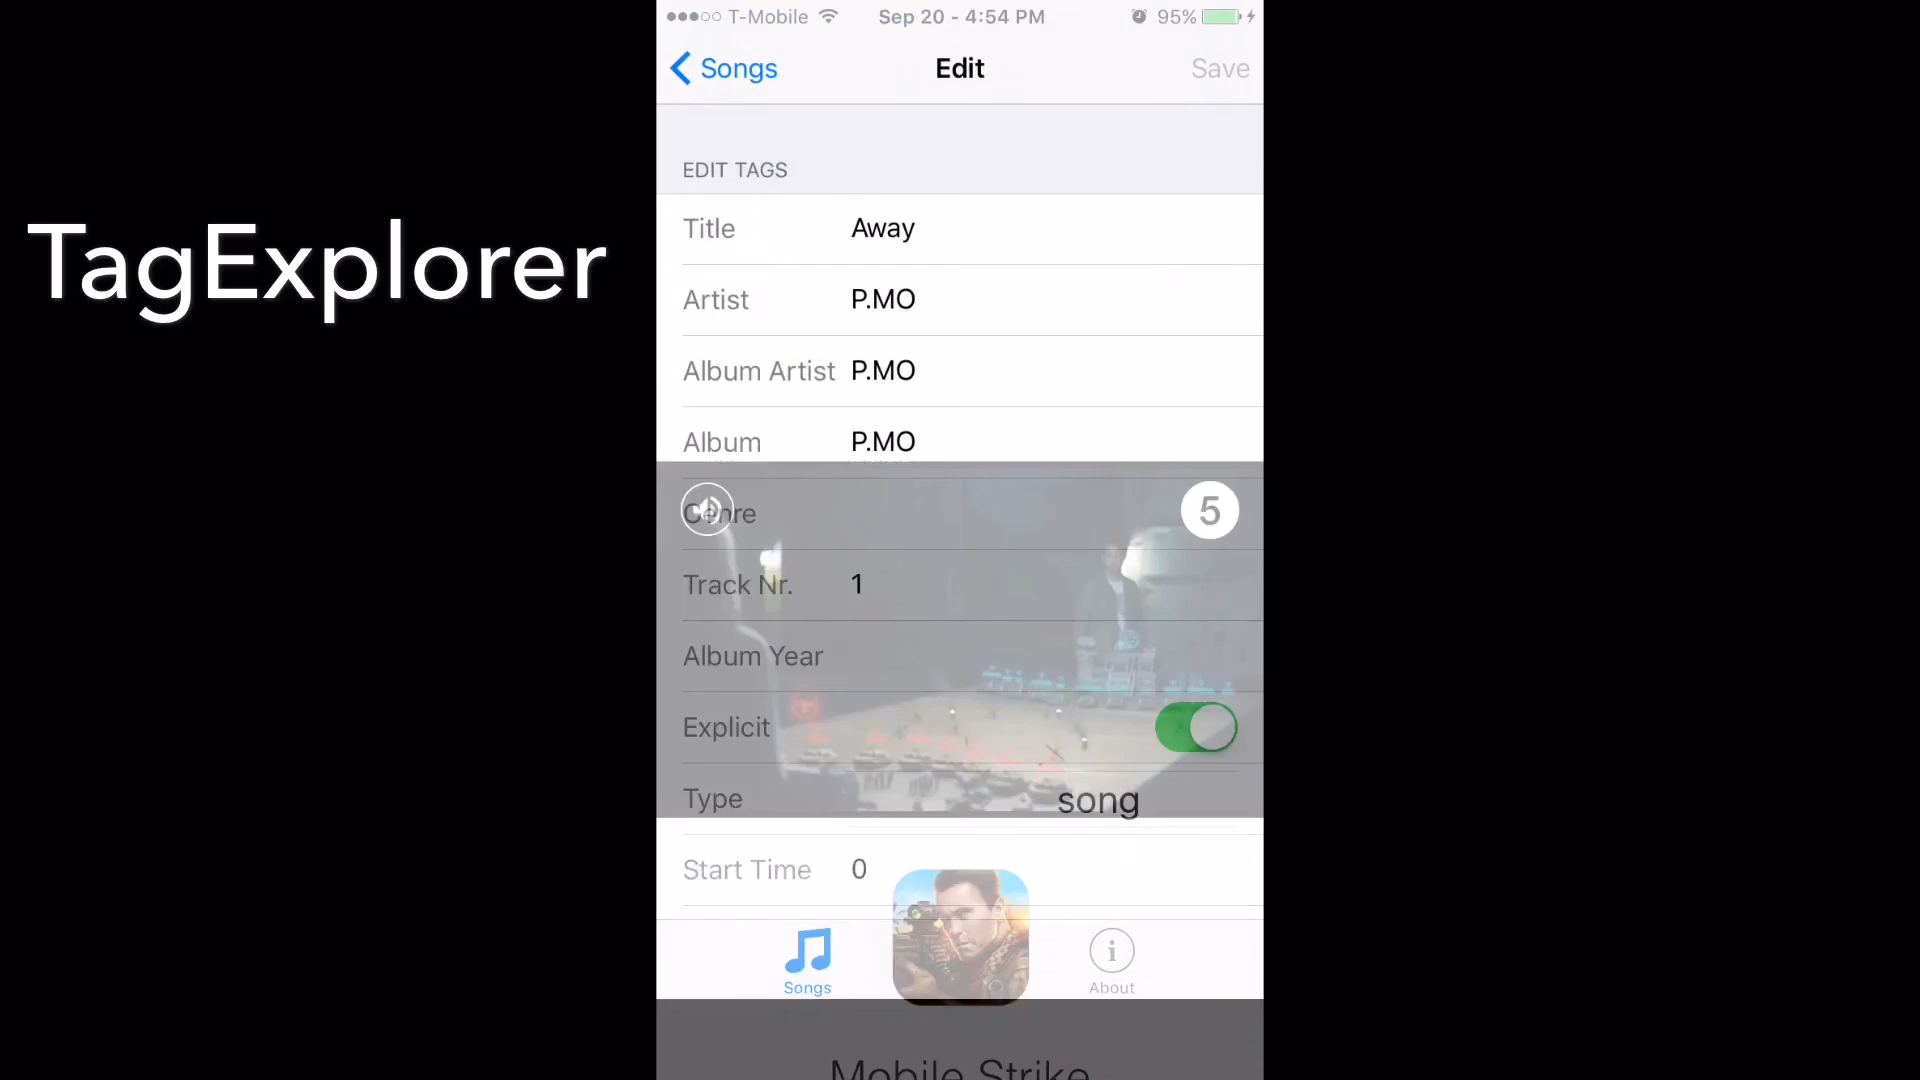 T-Mobile Sep 20 - 4:54 PM 95%
Songs Edit Save
EDIT TAGS
TagExplorer
Title Away
Artist P.MO
Album Artist P.MO
Album P.MO
Genre 5
Track Nr. 1
Album Year
Explicit
Type song
Start Time 0
Songs About
Mobile Strike